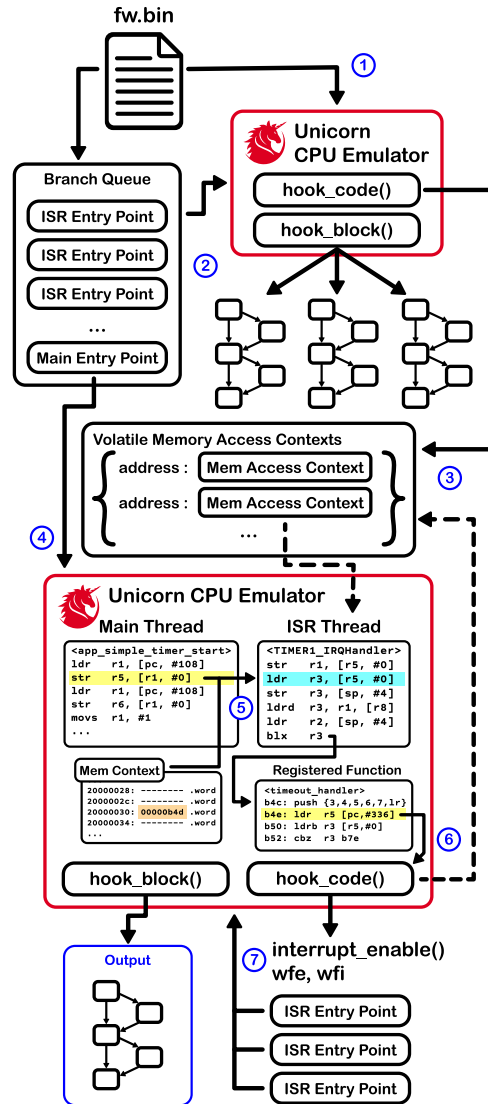 fw.bin
1
Unicorn
CPU Emulator
hook_code()
hook_block()
Branch Queue
ISR Entry Point
ISR Entry Point
ISR Entry Point
...
Main Entry Point
2
Volatile Memory Access Contexts
address : Mem Access Context
address : Mem Access Context
...
3
4
Unicorn CPU Emulator
Main Thread
<app_simple_timer_start>
ldr r1, [pc, #108]
str r5, [r1, #0]
ldr r1, [pc, #108]
str r6, [r1, #0]
movs r1, #1
...
ISR Thread
<TIMER1_IRQHandler>
str r1, [r5, #0]
ldr r3, [r5, #0]
str r3, [sp, #4]
ldrd r3, r1, [r8]
ldr r2, [sp, #4]
blx r3
5
Mem Context
20000028: -------- .word
2000002c: -------- .word
20000030: 00000b4d .word
20000034: -------- .word
...
Registered Function
<timeout_handler>
b4c: push {3,4,5,6,7,lr}
b4e: ldr r5 [pc,#336]
b50: ldrb r3 [r5,#0]
b52: cbz r3 b7e
6
hook_block()
hook_code()
Output
7
interrupt_enable()
wfe, wfi
ISR Entry Point
ISR Entry Point
ISR Entry Point